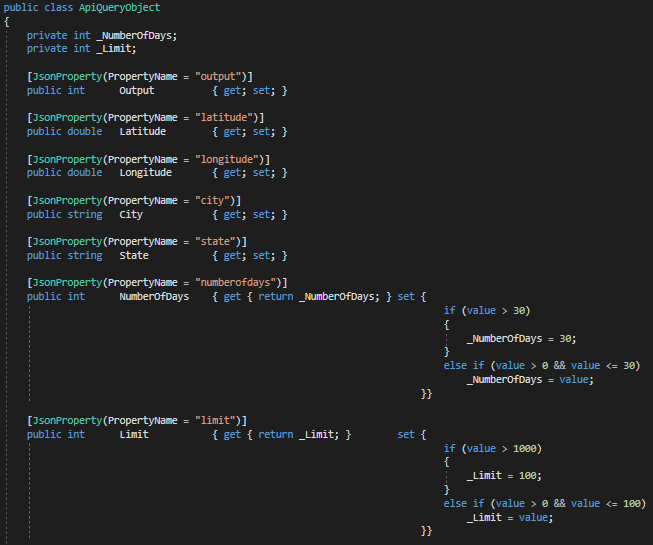 public class ApiQueryObject
{
private int _NumberOfDays;
private int _Limit;
[JsonProperty(PropertyName = "output")]
public int Output { get; set; }
[JsonProperty(PropertyName = "latitude")]
public double Latitude { get; set; }
[JsonProperty(PropertyName = "longitude")]
public double Longitude { get; set; }
[JsonProperty(PropertyName = "city")]
public string City { get; set; }
[JsonProperty(PropertyName = "state")]
public string State { get; set; }
[JsonProperty(PropertyName = "numberofdays")]
public int NumberOfDays { get { return _NumberOfDays; } set {
if (value > 30)
{
_NumberOfDays = 30;
}
else if (value > 0 && value <= 30)
_NumberOfDays = value;
}}
[JsonProperty(PropertyName = "limit")]
public int Limit { get { return _Limit; } set {
if (value > 1000)
{
_Limit = 100;
}
else if (value > 0 && value <= 100)
_Limit = value;
}}